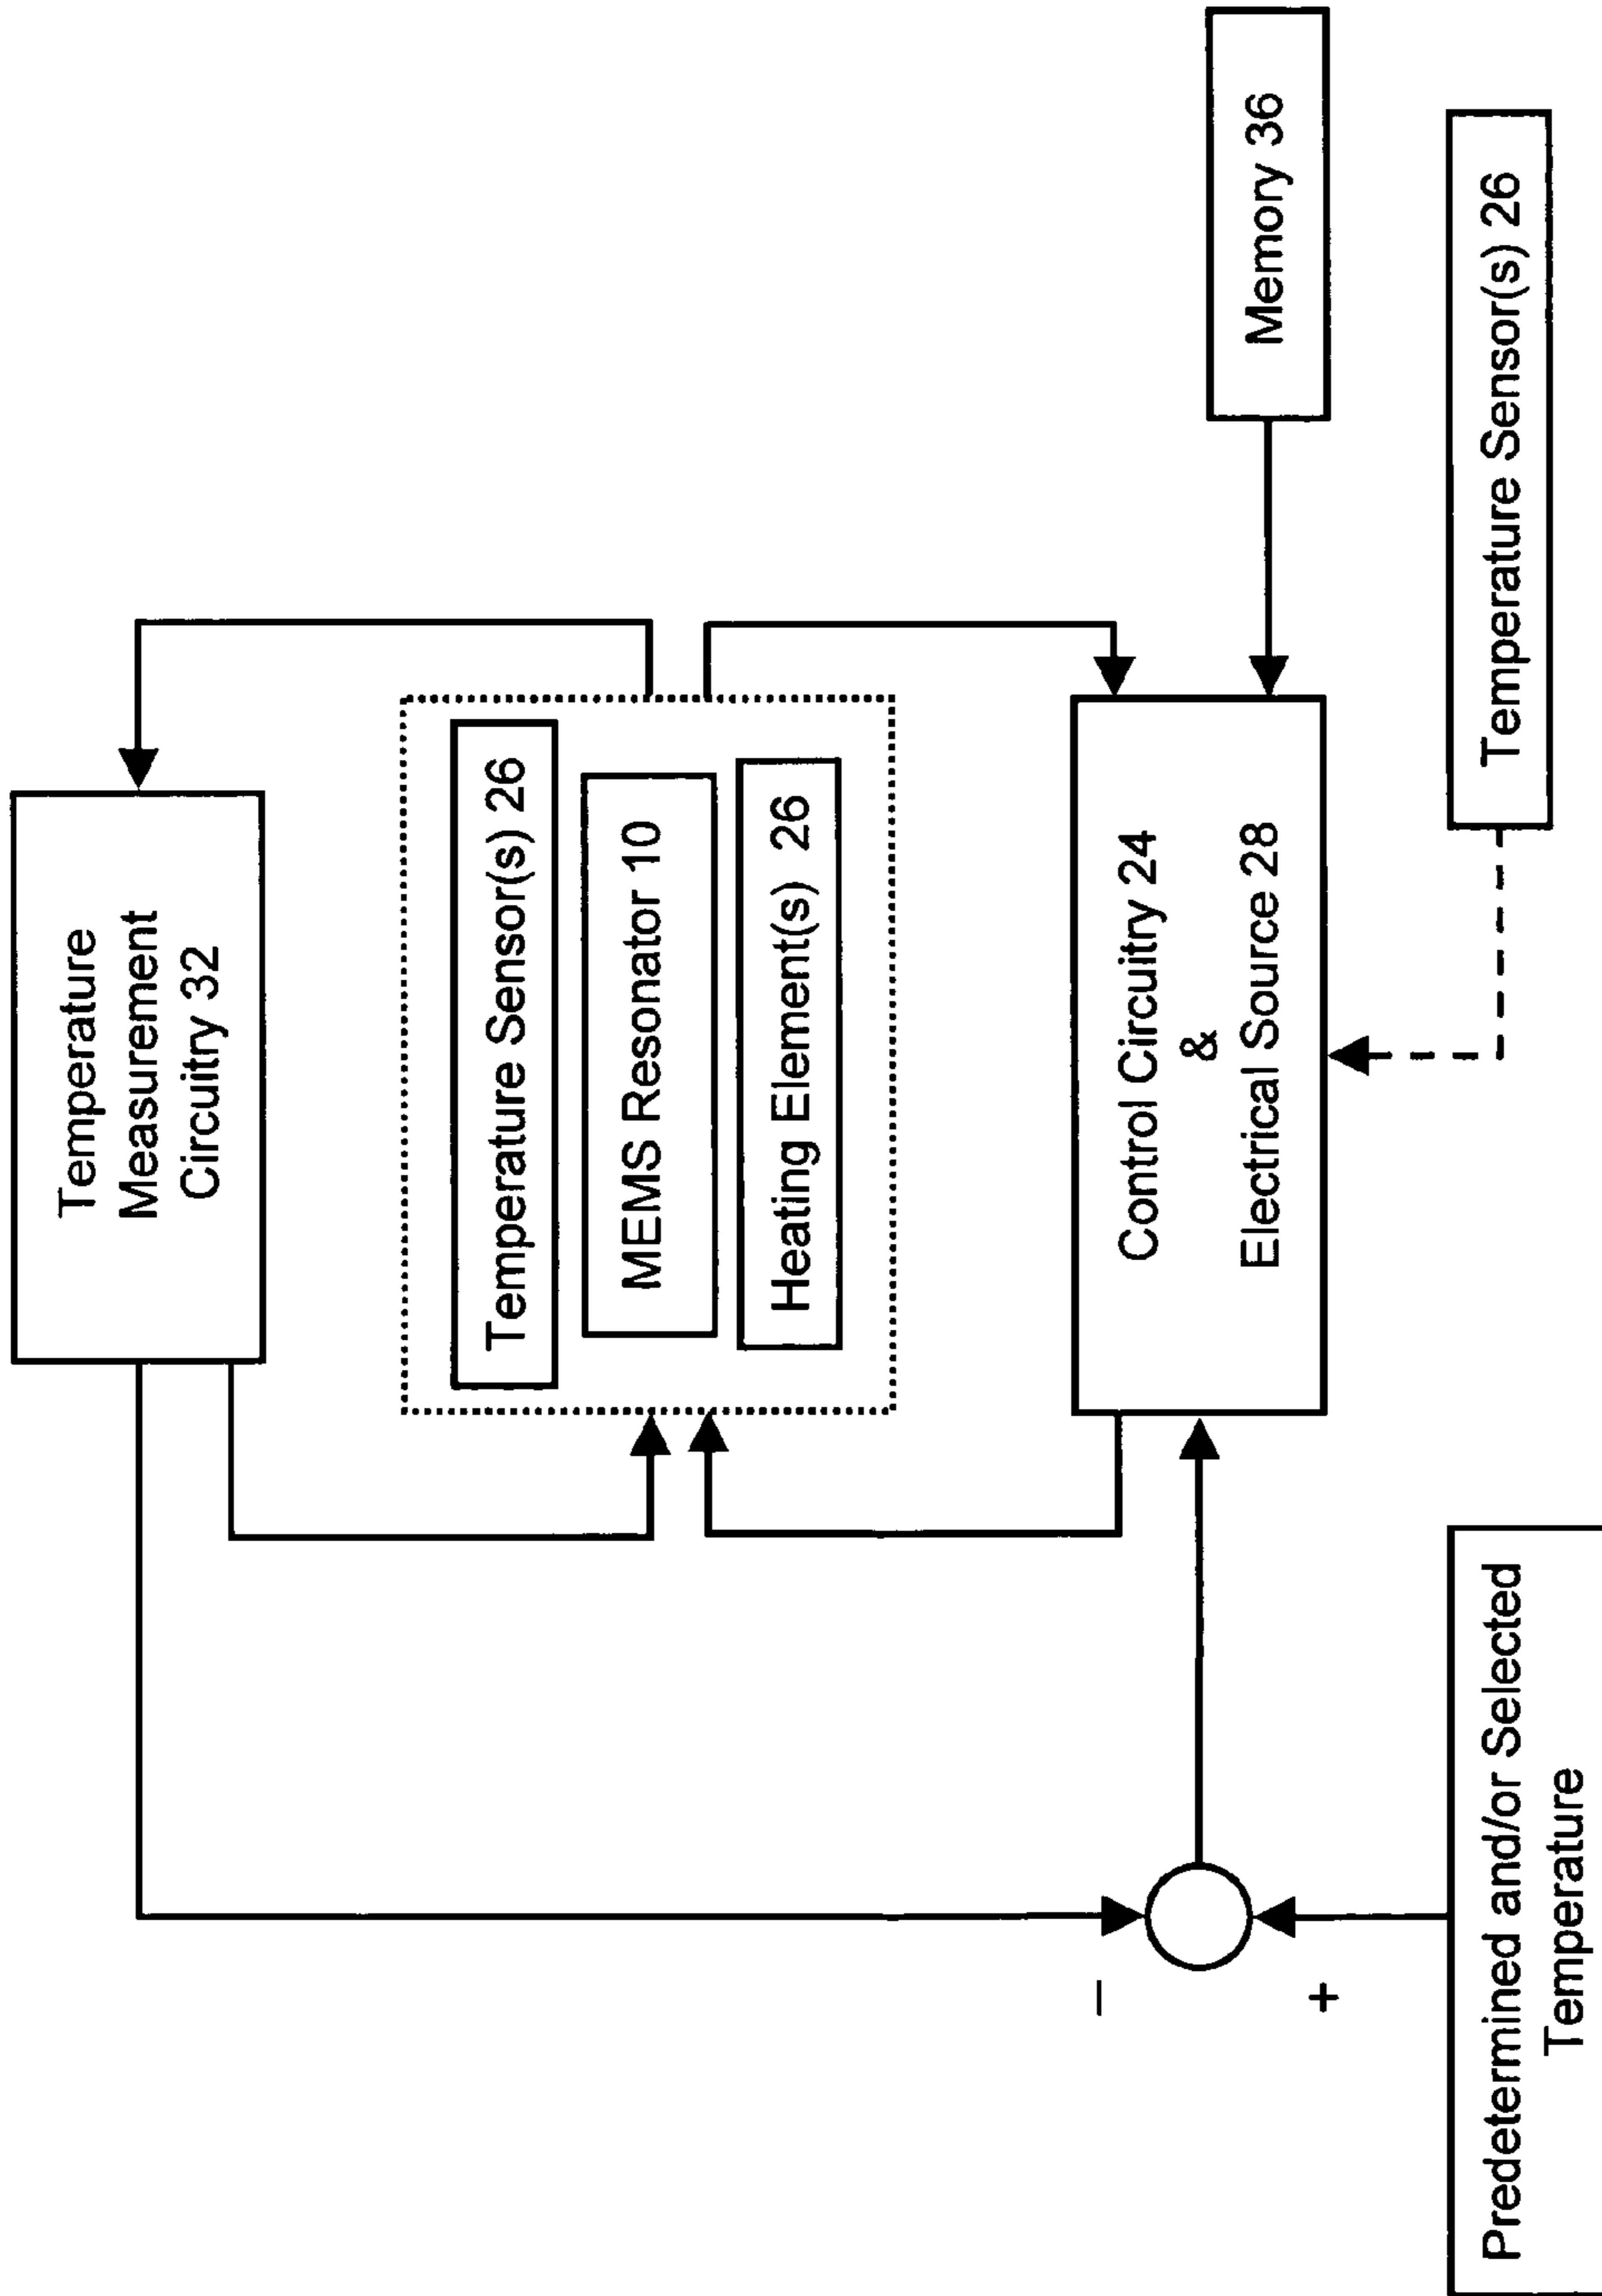 Temperature
Measurement
Circuitry 32
Temperature Sensor(s) 26
MEMS Resonator 10
Heating Element(s) 26
–
+
Control Circuitry 24
&
Electrical Source 28
Memory 36
Predetermined and/or Selected
Temperature
Temperature Sensor(s) 26